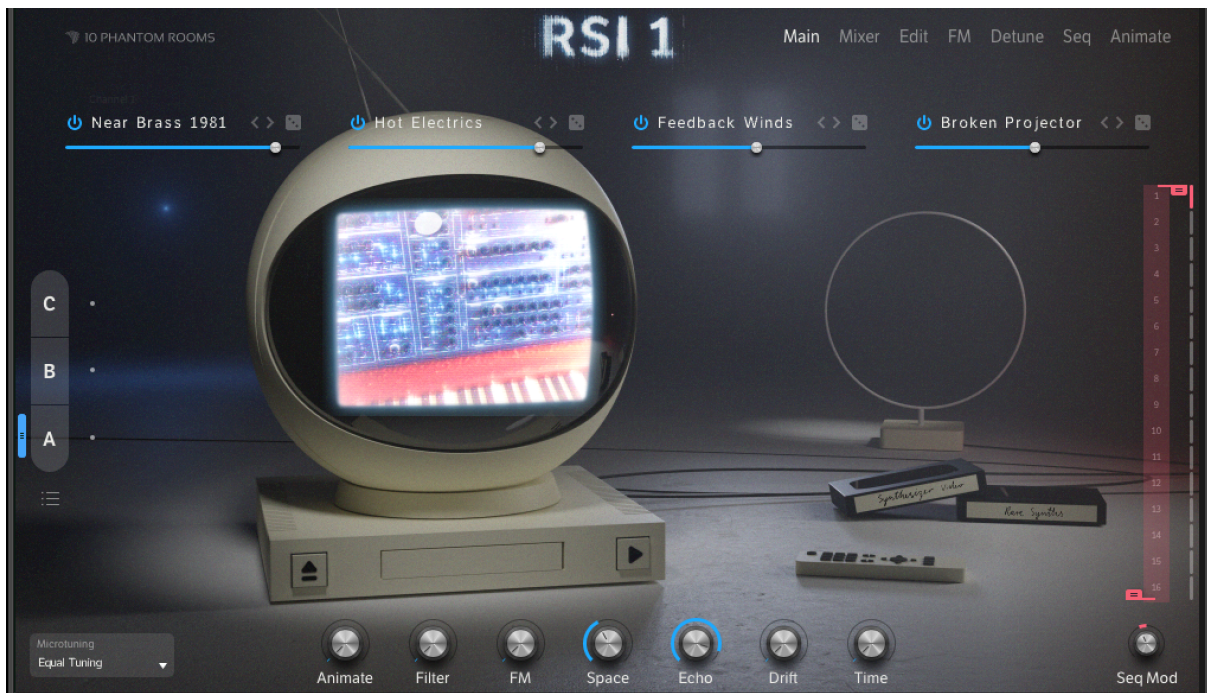 10 PHANTOM ROOMS
RSI 1
Main Mixer Edit FM Detune Seq Animate
Channel 1
Near Brass 1981
Hot Electrics
Feedback Winds
Broken Projector
C
B
A
1
2
3
4
5
6
7
8
9
10
11
12
13
14
15
16
Synthesizer Video
Rare Synths
Microtuning
Equal Tuning
Animate Filter FM Space Echo Drift Time Seq Mod